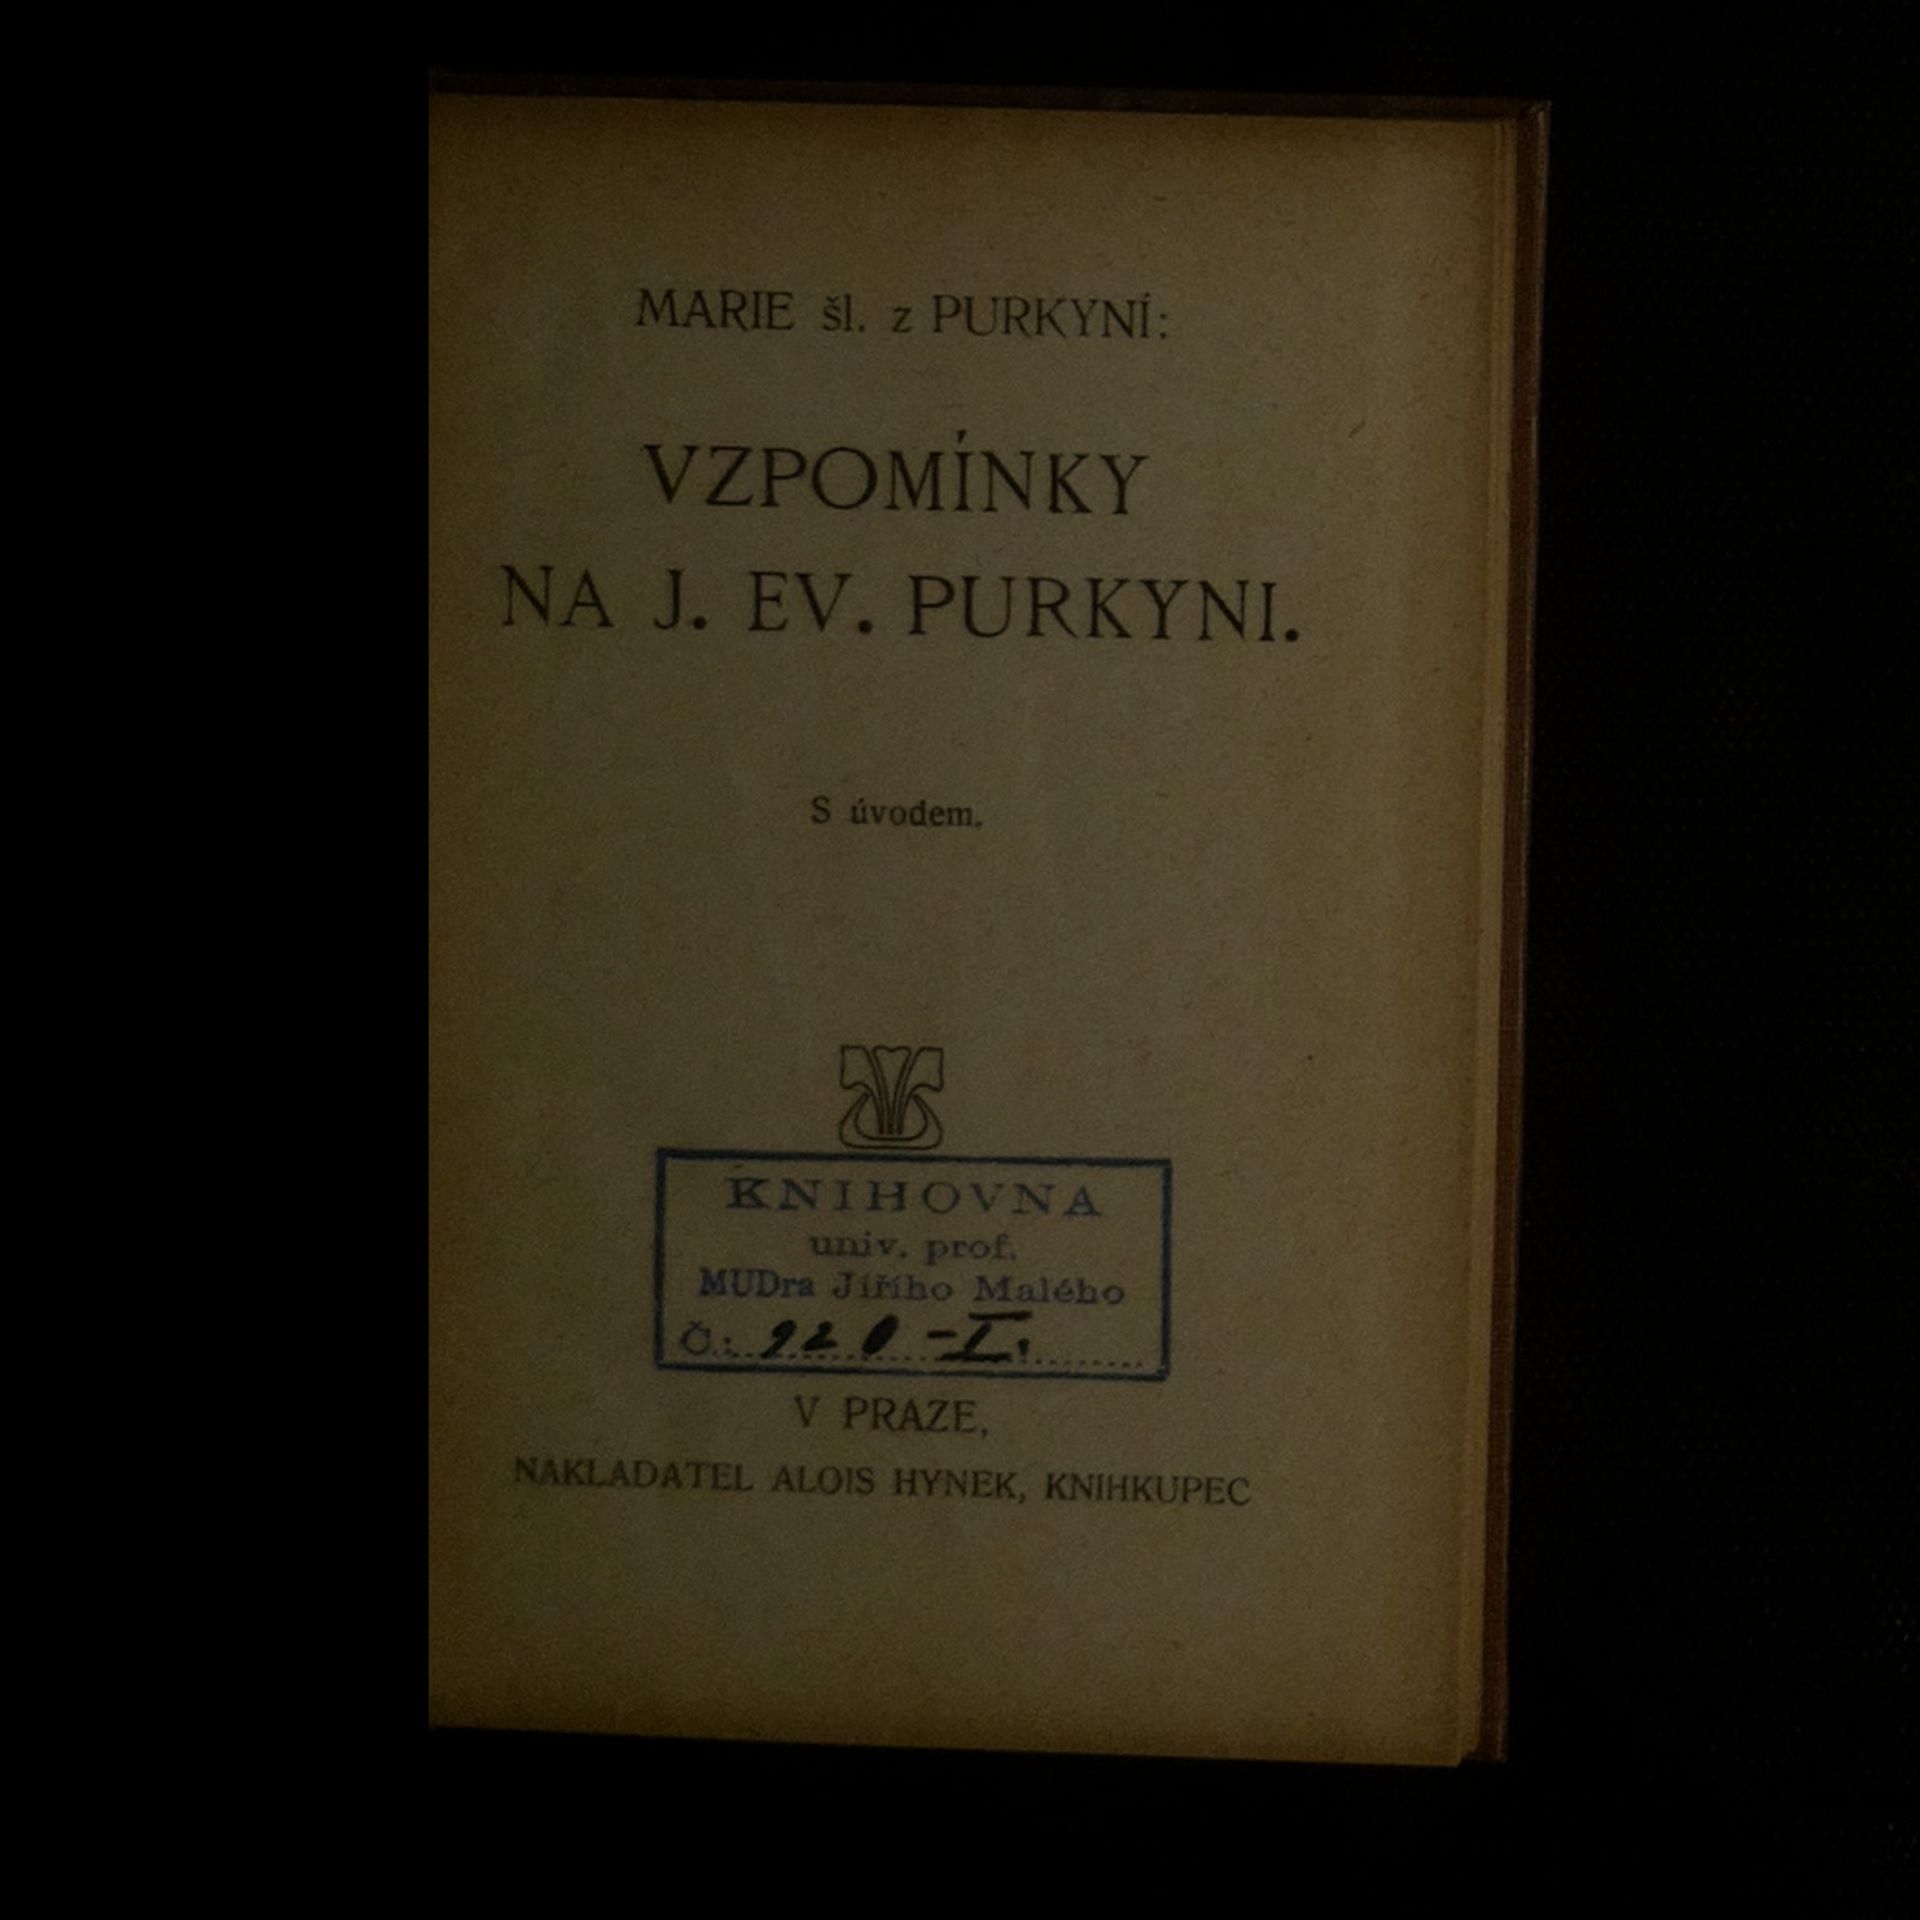 MARIE šl. z PURKYNÍ:
VZPOMÍNKY
NA J. EV. PURKYNI.
S úvodem.
KNIHOVNA
univ. prof.
MUDra Jiřího Malého
Č.: 920-I.
V PRAZE,
NAKLADATEL ALOIS HYNEK, KNIHKUPEC